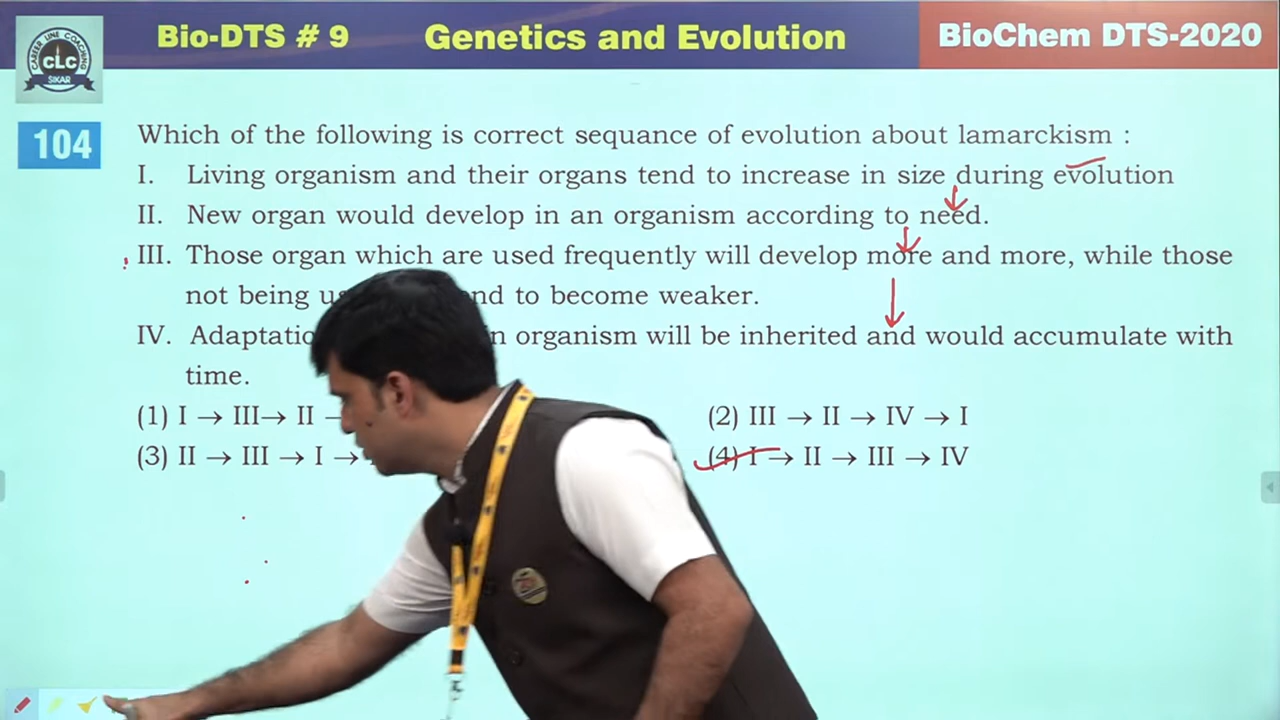 Bio-DTS # 9 Genetics and Evolution BioChem DTS-2020
CAREER LINE COACHING
CLC
SIKAR
104 Which of the following is correct sequance of evolution about lamarckism :
I. Living organism and their organs tend to increase in size during evolution
II. New organ would develop in an organism according to need.
III. Those organ which are used frequently will develop more and more, while those
not being to become weaker.
IV. organism will be inherited and would accumulate with
time.
(1) I → III→ II → (2) III → II → IV → I
(3) II → III → I → (4) I → II → III → IV